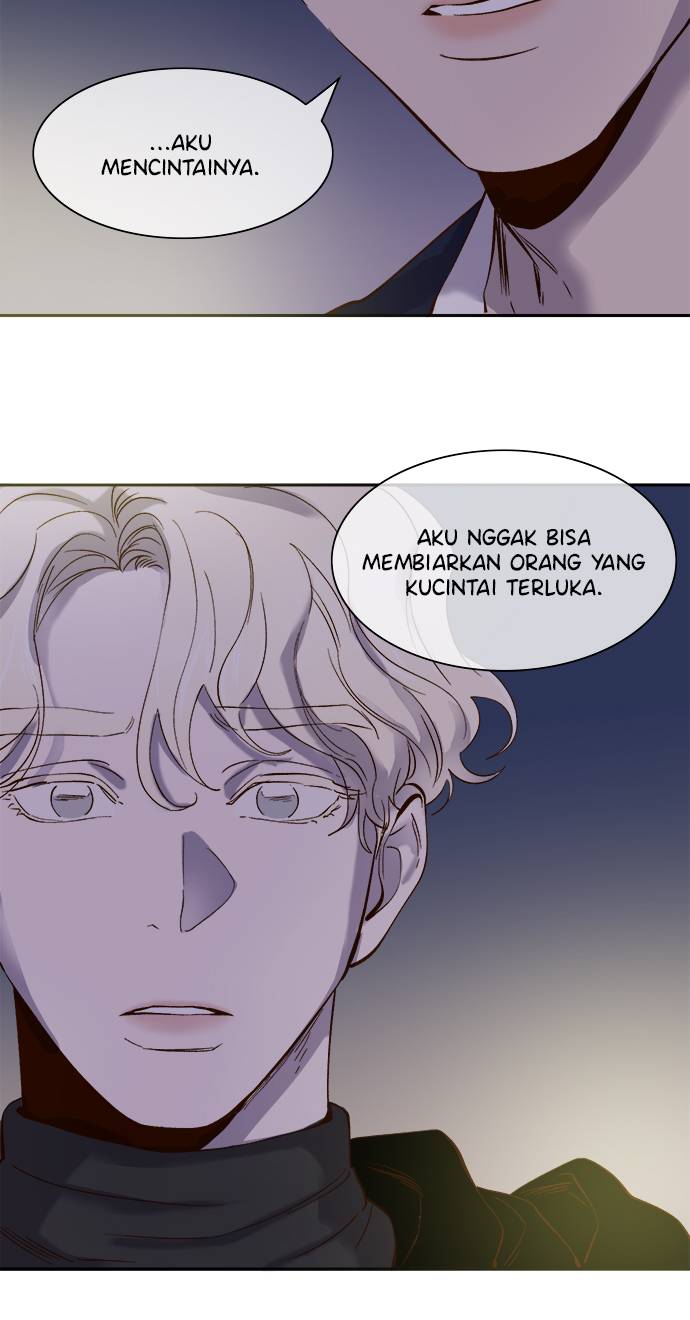 ...AKU
MENCINTAINYA.
AKU NGGAK BISA
MEMBIARKAN ORANG YANG
KUCINTAI TERLUKA.